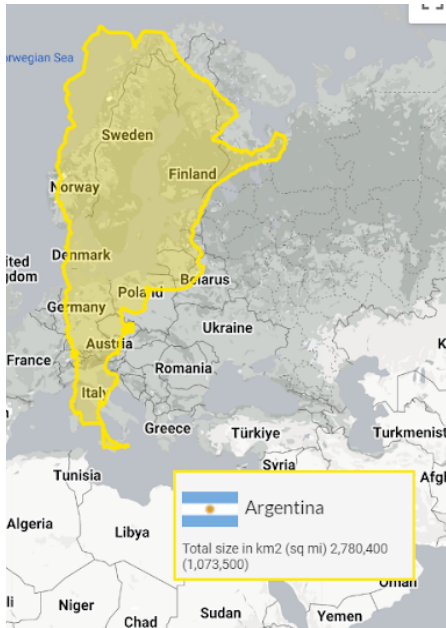 orwegian Sea
Sweden
Finland
Norway
Denmark
ited
gdom
Belarus
Poland
Germany
Ukraine
Austria
France
Romania
Italy
Greece
Türkiye
Turkmenist
Syria
Tunisia
Afg
Argentina
Algeria
Libya
Total size in km2 (sq mi) 2,780,400
(1,073,500)
Oman
li
Niger
Chad
Sudan
Yemen